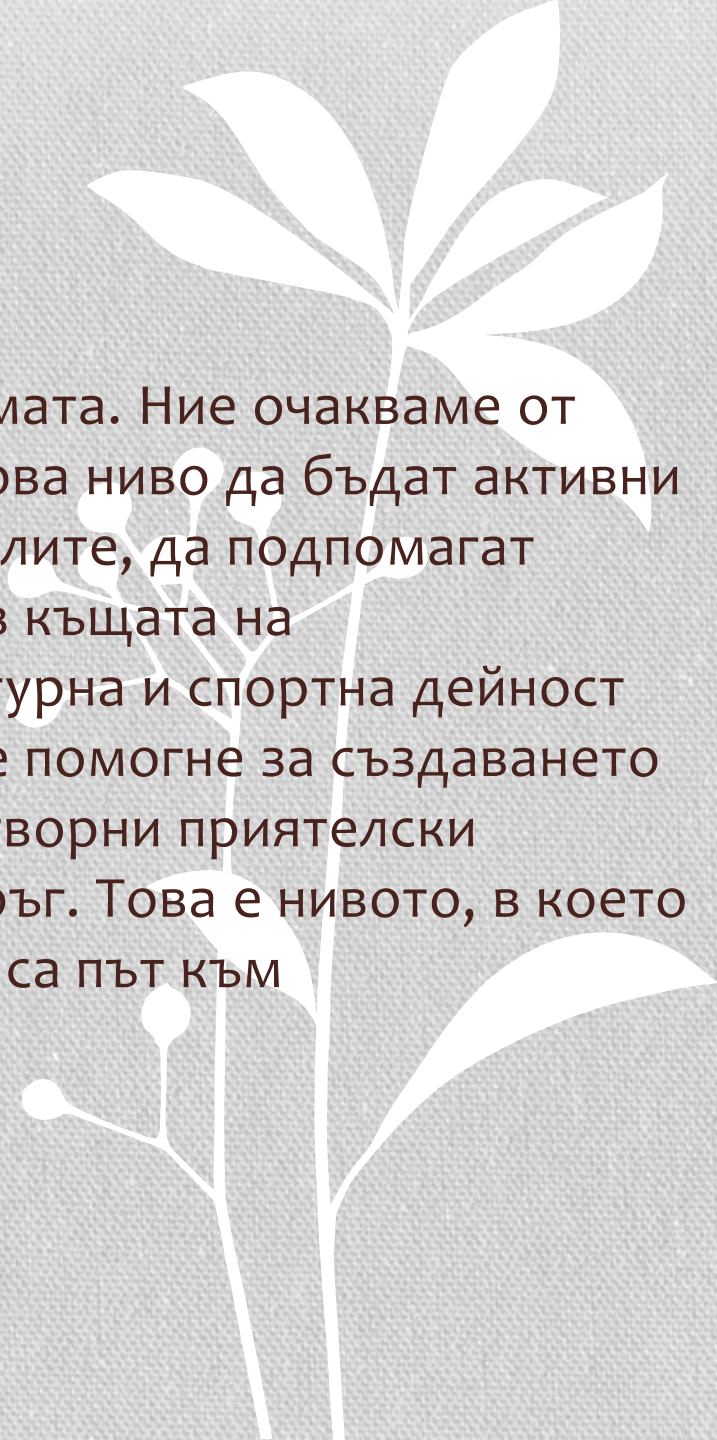 мата. Ние очакваме от
ова ниво да бъдат активни
лите, да подпомагат
в къщата на
турна и спортна дейност
е помогне за създаването
творни приятелски
ръг. Това е нивото, в което
са път към